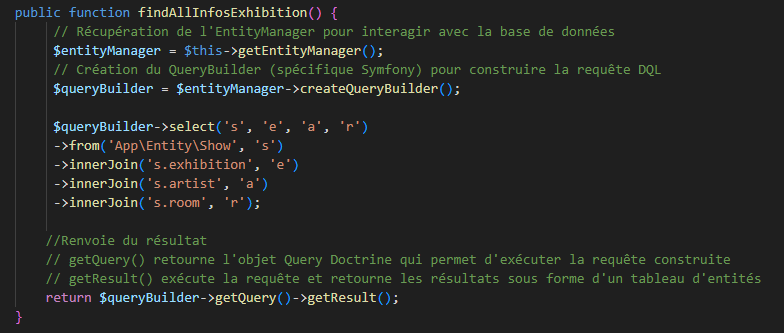 public function findAllInfosExhibition() {
// Récupération de l'EntityManager pour interagir avec la base de données
$entityManager = $this->getEntityManager();
// Création du QueryBuilder (spécifique Symfony) pour construire la requête DQL
$queryBuilder = $entityManager->createQueryBuilder();
$queryBuilder->select('s', 'e', 'a', 'r')
->from('App\Entity\Show', 's')
->innerJoin('s.exhibition', 'e')
->innerJoin('s.artist', 'a')
->innerJoin('s.room', 'r');
//Renvoie du résultat
// getQuery() retourne l'objet Query Doctrine qui permet d'exécuter la requête construite
// getResult() exécute la requête et retourne les résultats sous forme d'un tableau d'entités
return $queryBuilder->getQuery()->getResult();
}